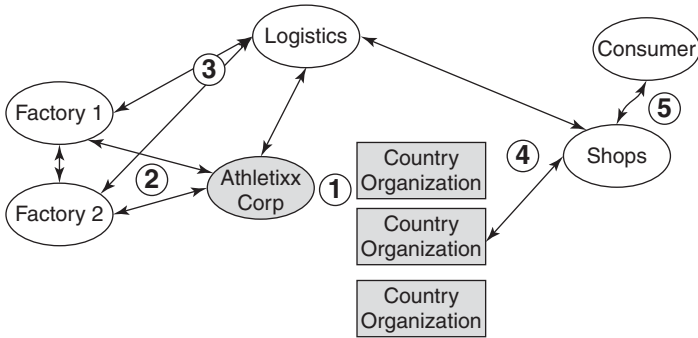 Logistics
Consumer
3
5
Factory 1
Country
Organization
4
Shops
2
Athletixx
Corp
1
Factory 2
Country
Organization
Country
Organization